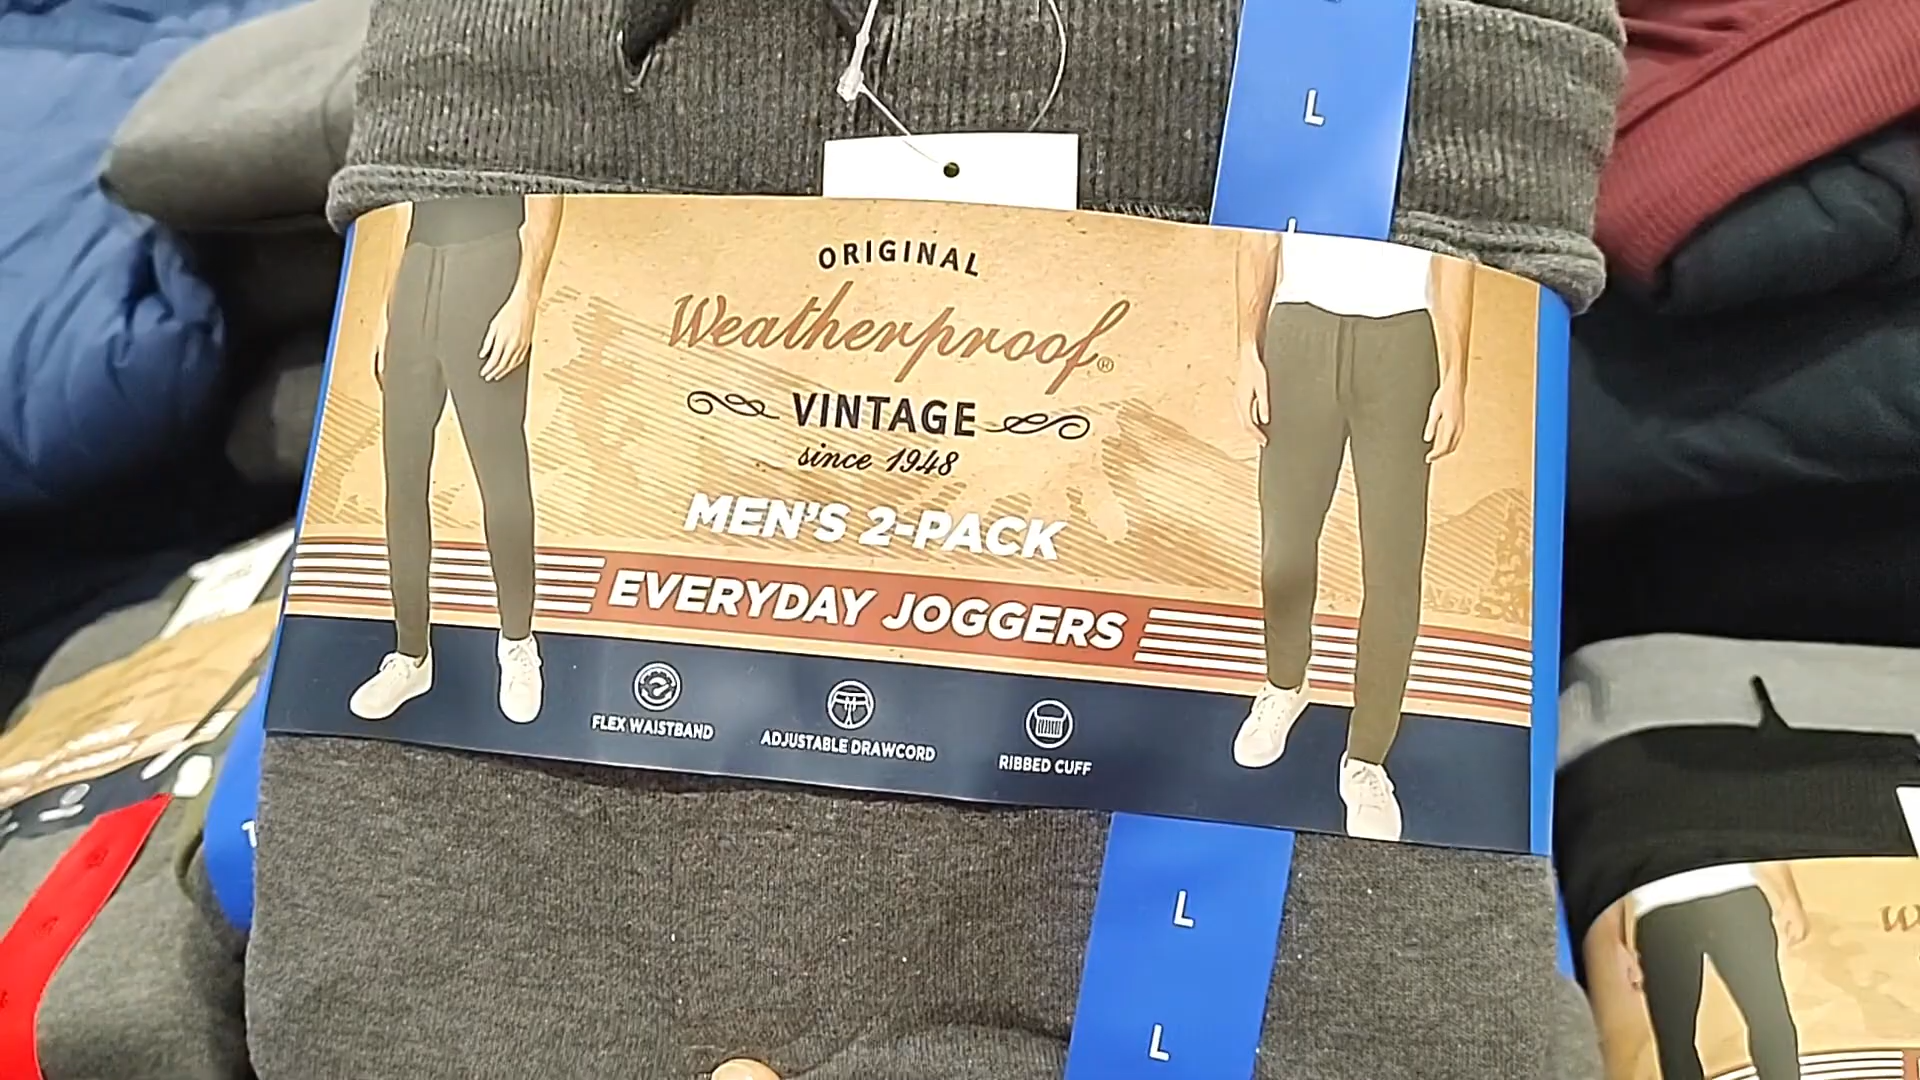 L
ORIGINAL
Weatherproof®
VINTAGE
since 1948
MEN'S 2-PACK
EVERYDAY JOGGERS
FLEX WAISTBAND
ADJUSTABLE DRAWCORD
RIBBED CUFF
L
L